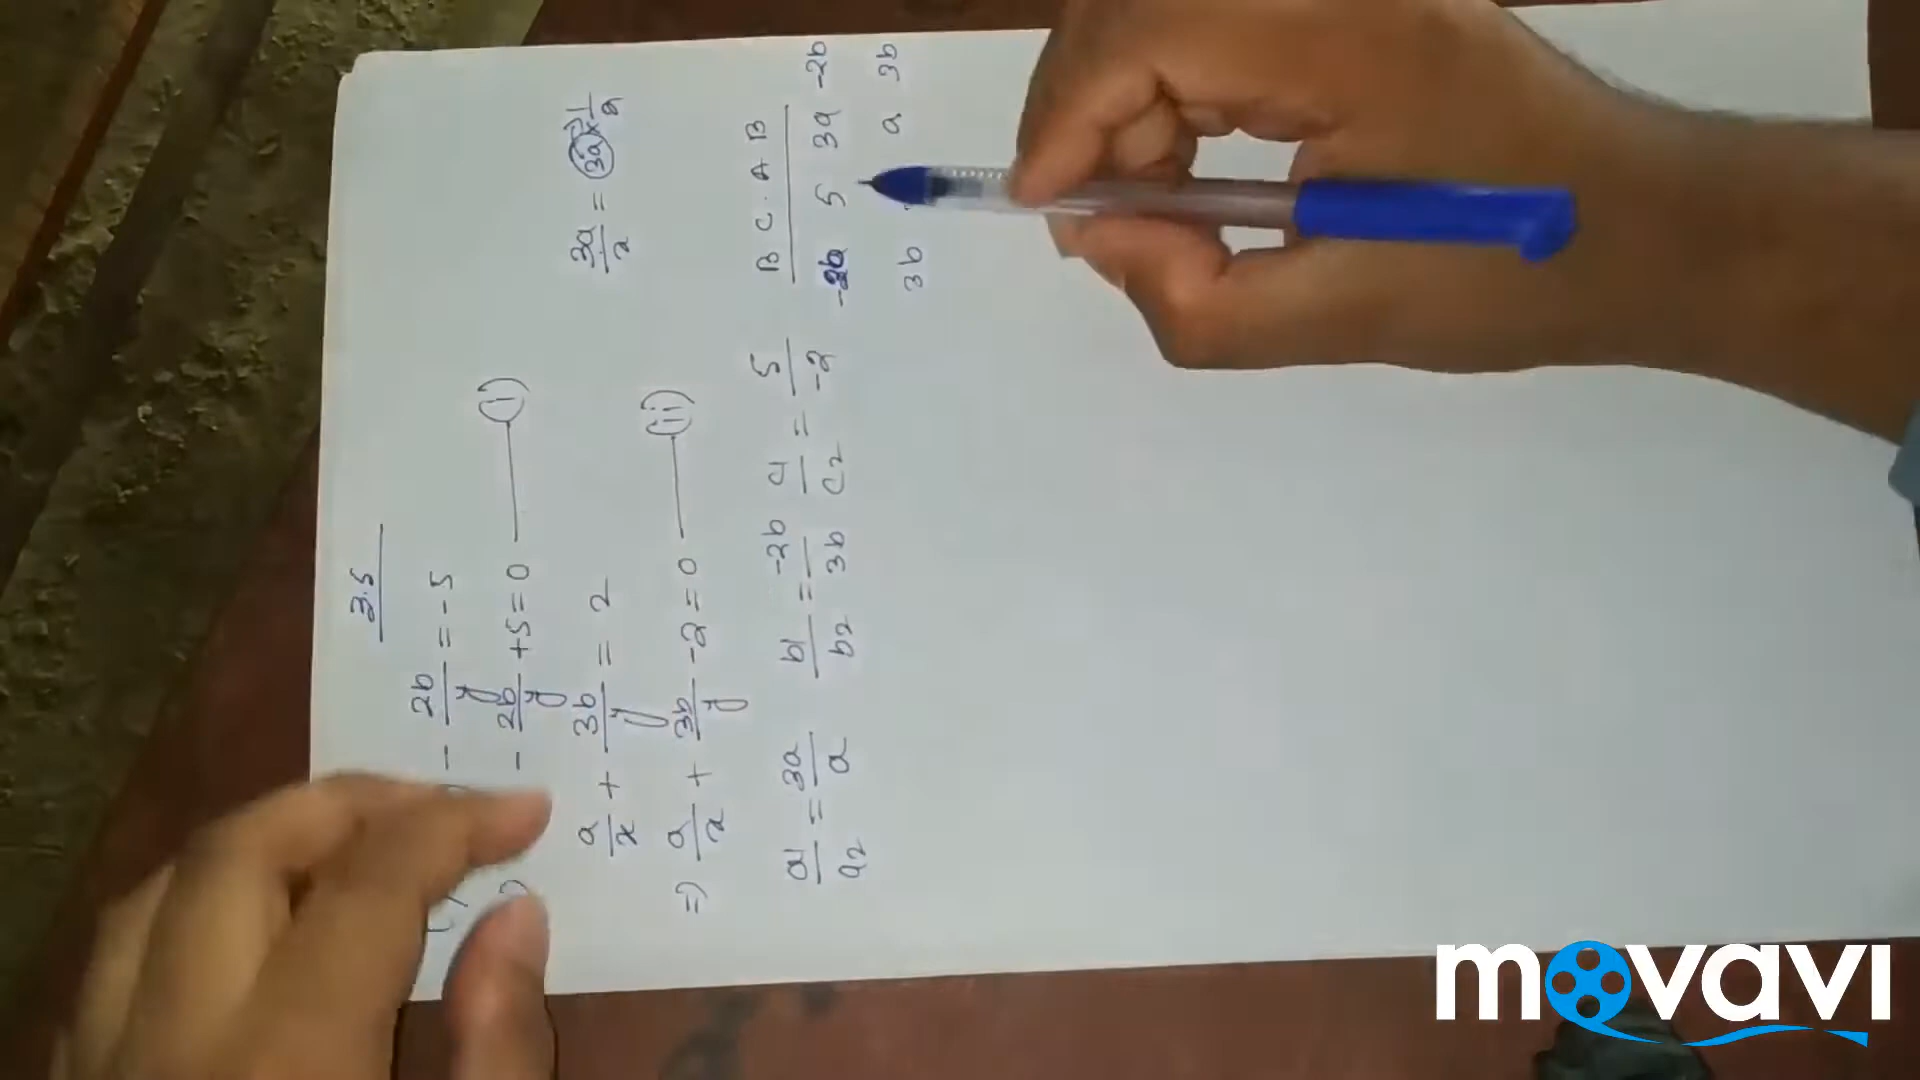 3.5
- 2b/y = -5
- 2b/y +5=0 —— (i)
a/x + 3b/y = 2
=) a/x + 3b/y -2=0 —— (ii)
3a/x = 3a x 1/x
a1/a2 = 3a/a b1/b2 = -2b/3b c1/c2 = 5/-2
B C A B
-2b 5 3a -2b
3b a 3b
movavi